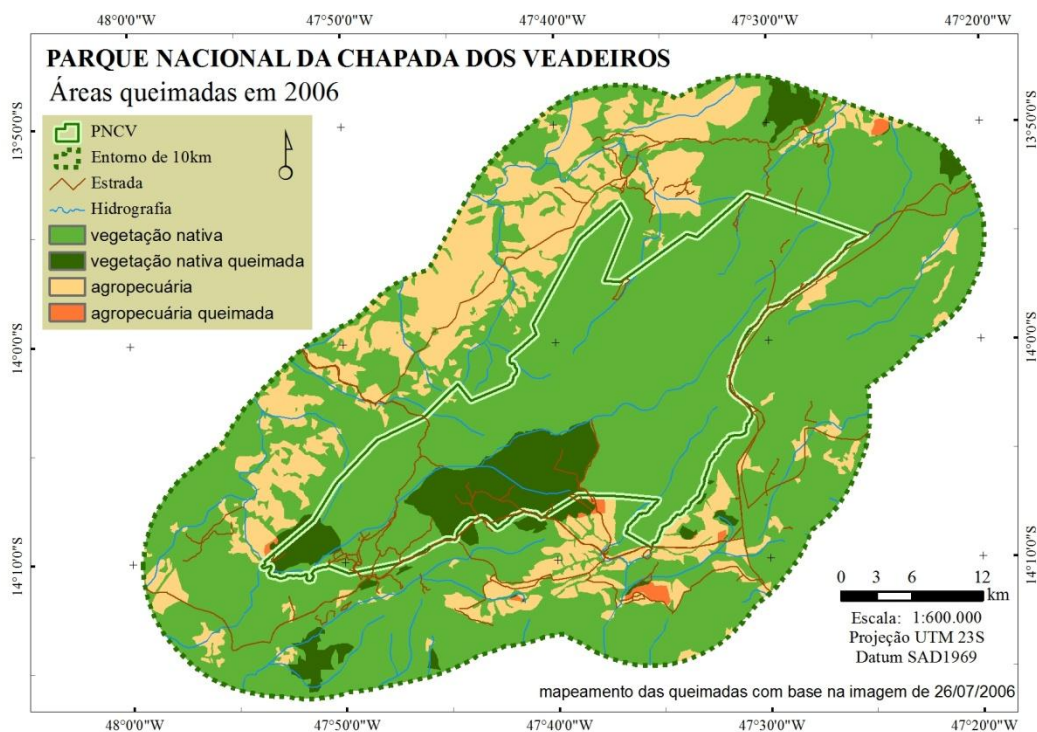 48°0'0"W 47°50'0"W 47°40'0"W 47°30'0"W 47°20'0"W
PARQUE NACIONAL DA CHAPADA DOS VEADEIROS
Áreas queimadas em 2006
PNCV
Entorno de 10km
Estrada
Hidrografia
vegetação nativa
vegetação nativa queimada
agropecuária
agropecuária queimada
13°50'0"S
14°0'0"S
14°10'0"S
13°50'0"S
14°0'0"S
14°10'0"S
0 3 6 12
km
Escala: 1:600.000
Projeção UTM 23S
Datum SAD1969
mapeamento das queimadas com base na imagem de 26/07/2006
48°0'0"W 47°50'0"W 47°40'0"W 47°30'0"W 47°20'0"W